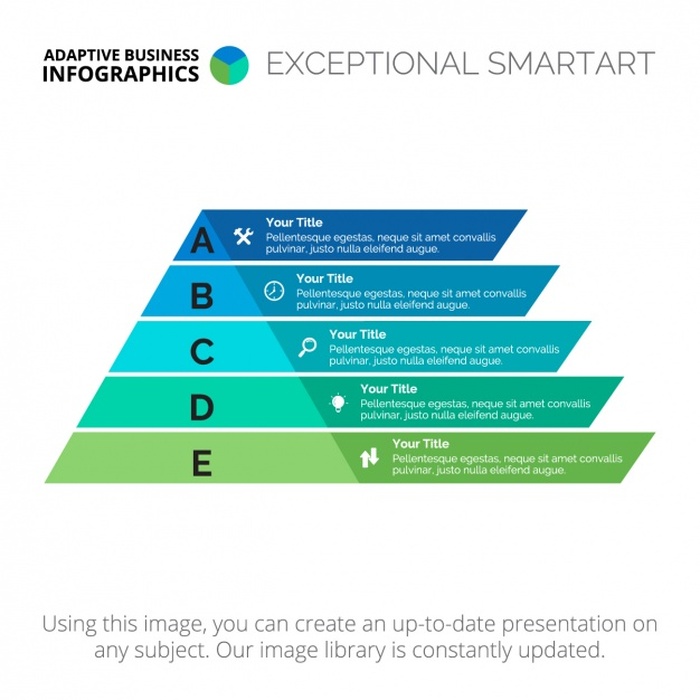 ADAPTIVE BUSINESS
INFOGRAPHICS
EXCEPTIONAL SMARTART
A
Your Title
Pellentesque egestas, neque sit amet convallis
pulvinar, justo nulla eleifend augue.
B
Your Title
Pellentesque egestas, neque sit amet convallis
pulvinar, justo nulla eleifend augue.
C
Your Title
Pellentesque egestas, neque sit amet convallis
pulvinar, justo nulla eleifend augue.
D
Your Title
Pellentesque egestas, neque sit amet convallis
pulvinar, justo nulla eleifend augue.
E
Your Title
Pellentesque egestas, neque sit amet convallis
pulvinar, justo nulla eleifend augue.
Using this image, you can create an up-to-date presentation on
any subject. Our image library is constantly updated.